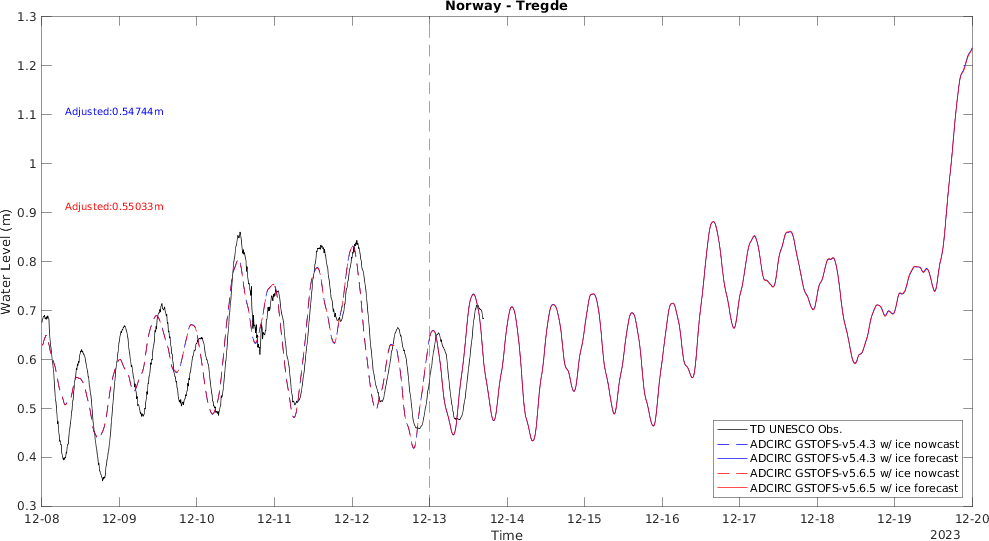 Norway - Tregde
1.3
1.2
1.1
1
0.9
0.8
0.7
0.6
0.5
0.4
0.3
Water Level (m)
Adjusted:0.54744m
Adjusted:0.55033m
TD UNESCO Obs.
ADCIRC GSTOFS-v5.4.3 w/ ice nowcast
ADCIRC GSTOFS-v5.4.3 w/ ice forecast
ADCIRC GSTOFS-v5.6.5 w/ ice nowcast
ADCIRC GSTOFS-v5.6.5 w/ ice forecast
12-08 12-09 12-10 12-11 12-12 12-13 12-14 12-15 12-16 12-17 12-18 12-19 12-20
Time
2023